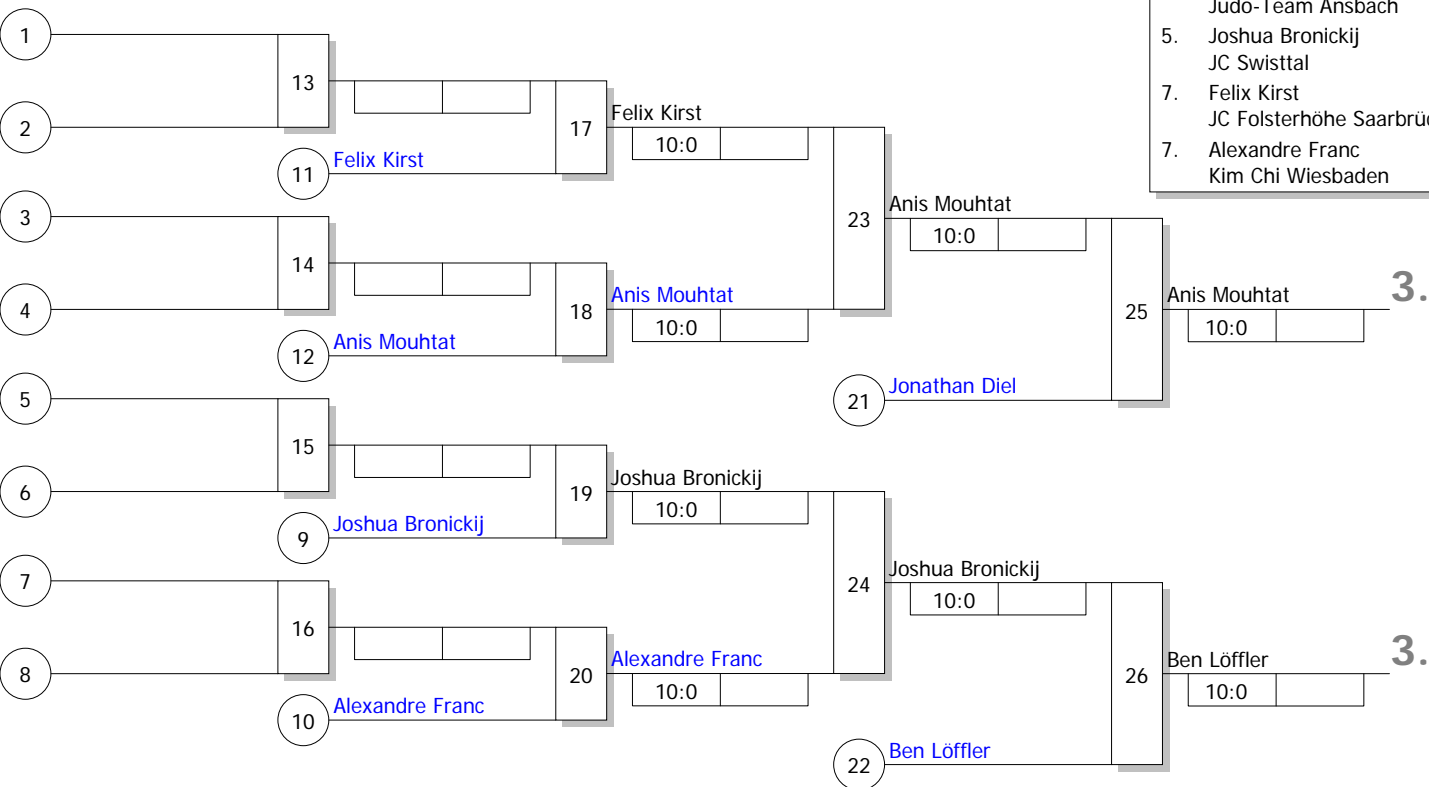 Judo-Team Ansbach
5. Joshua Bronickij
JC Swisttal
7. Felix Kirst
JC Folsterhöhe
7. Alexandre Franc
Kim Chi Wiesbaden
1
13
2
17
Felix Kirst
10:0
11
Felix Kirst
3
23
Anis Mouhtat
10:0
14
4
18
Anis Mouhtat
10:0
12
Anis Mouhtat
25
Anis Mouhtat
10:0
3.
21
Jonathan Diel
5
15
6
19
Joshua Bronickij
10:0
9
Joshua Bronickij
7
24
Joshua Bronickij
10:0
16
8
20
Alexandre Franc
10:0
10
Alexandre Franc
26
Ben Löffler
10:0
3.
22
Ben Löffler